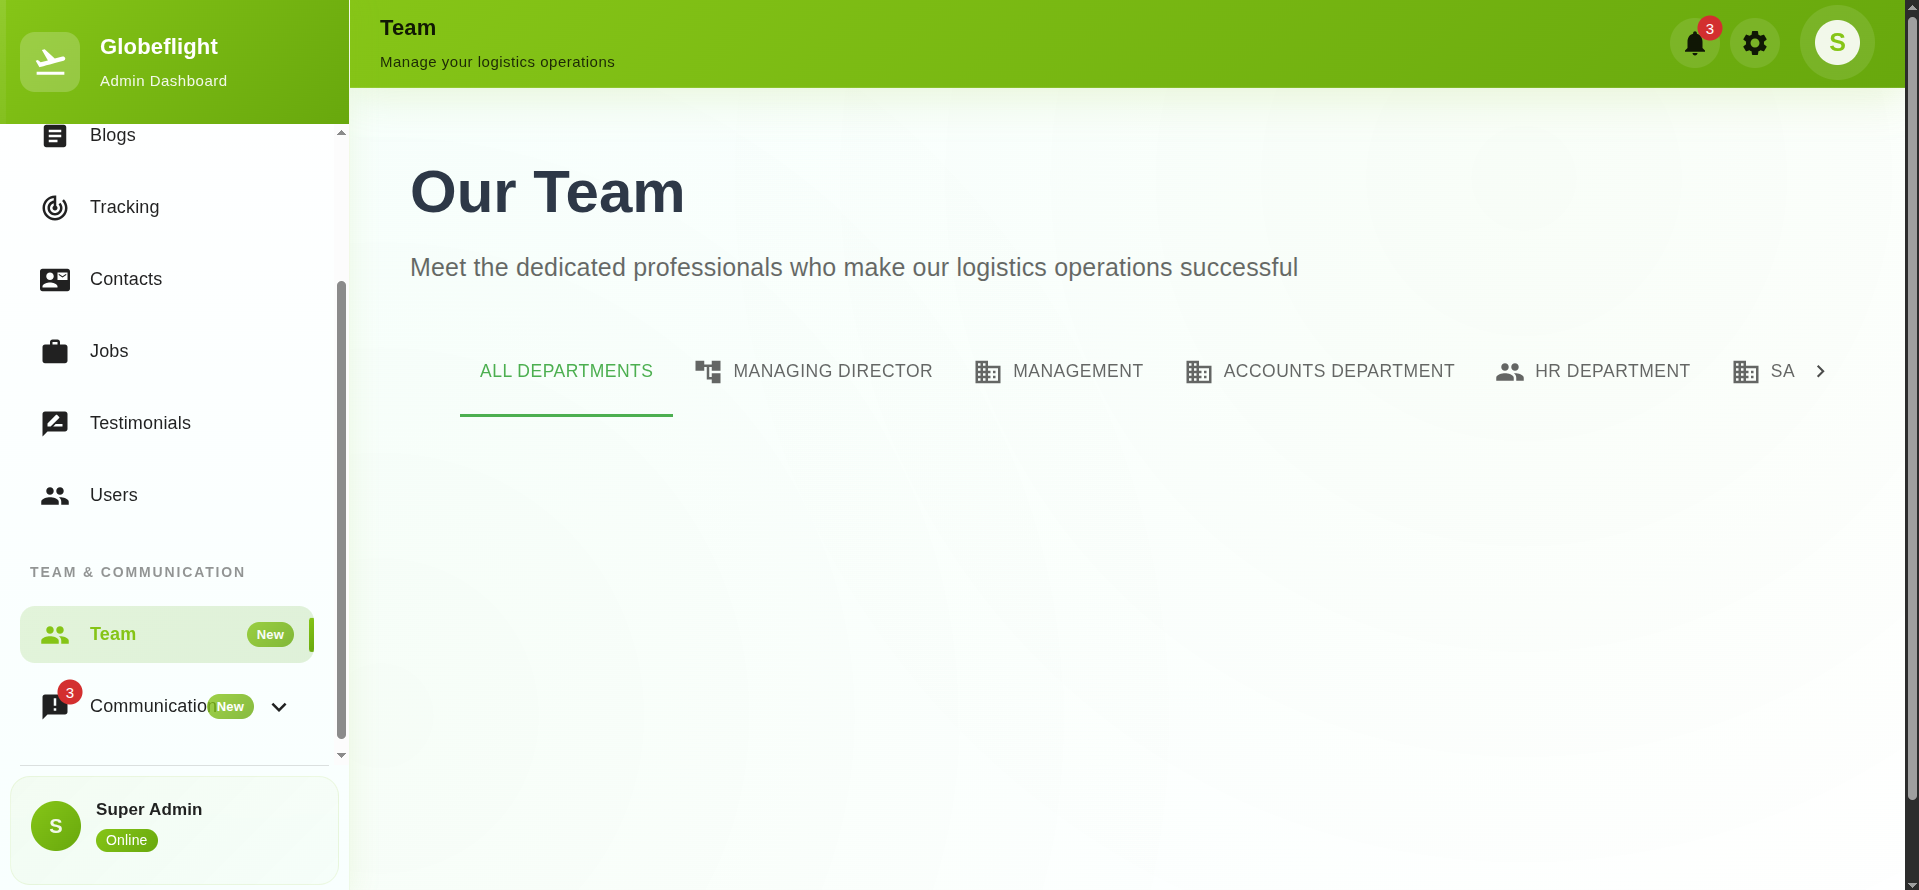 Globeflight
Admin Dashboard
Blogs
Tracking
Contacts
Jobs
Testimonials
Users
TEAM & COMMUNICATION
Team New
3
Communication New
S
Super Admin
Online
Team
Manage your logistics operations
3
S
Our Team
Meet the dedicated professionals who make our logistics operations successful
ALL DEPARTMENTS MANAGING DIRECTOR MANAGEMENT ACCOUNTS DEPARTMENT HR DEPARTMENT SA